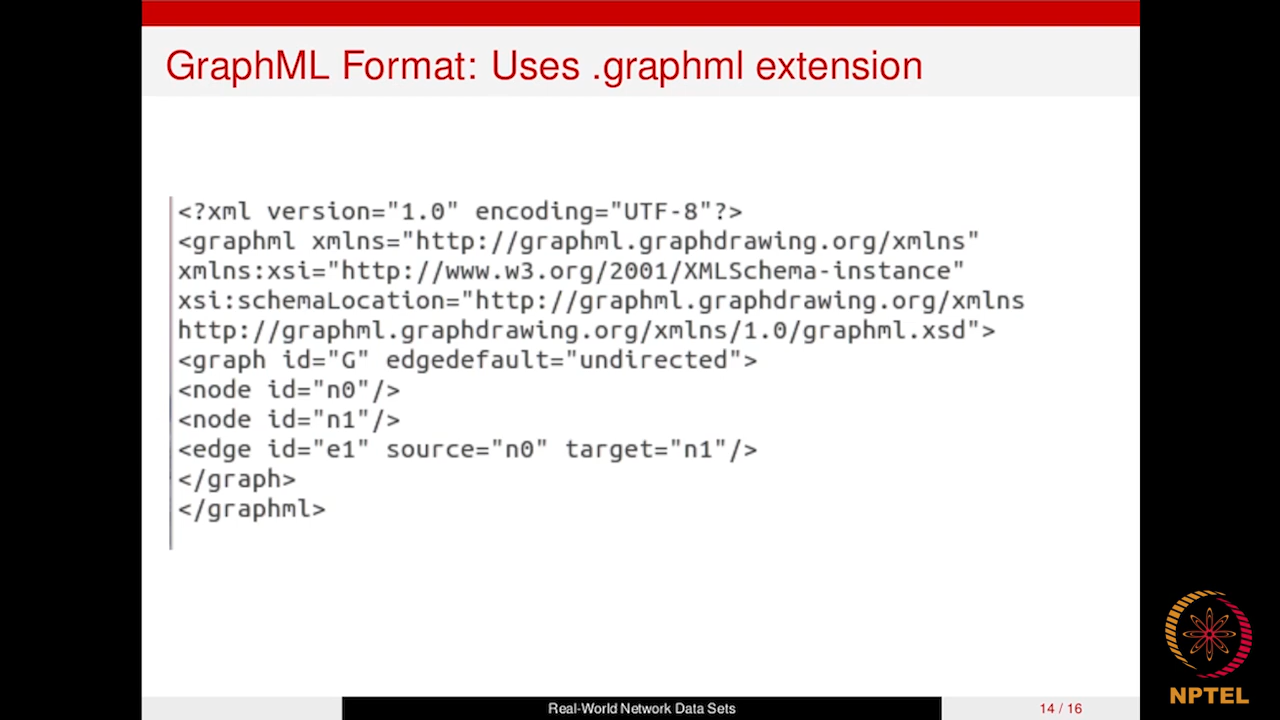 GraphML Format: Uses .graphml extension
<?xml version="1.0" encoding="UTF-8"?>
<graphml xmlns="http://graphml.graphdrawing.org/xmlns"
xmlns:xsi="http://www.w3.org/2001/XMLSchema-instance"
xsi:schemaLocation="http://graphml.graphdrawing.org/xmlns
http://graphml.graphdrawing.org/xmlns/1.0/graphml.xsd">
<graph id="G" edgedefault="undirected">
<node id="n0"/>
<node id="n1"/>
<edge id="e1" source="n0" target="n1"/>
</graph>
</graphml>
Real-World Network Data Sets
14 / 16
NPTEL